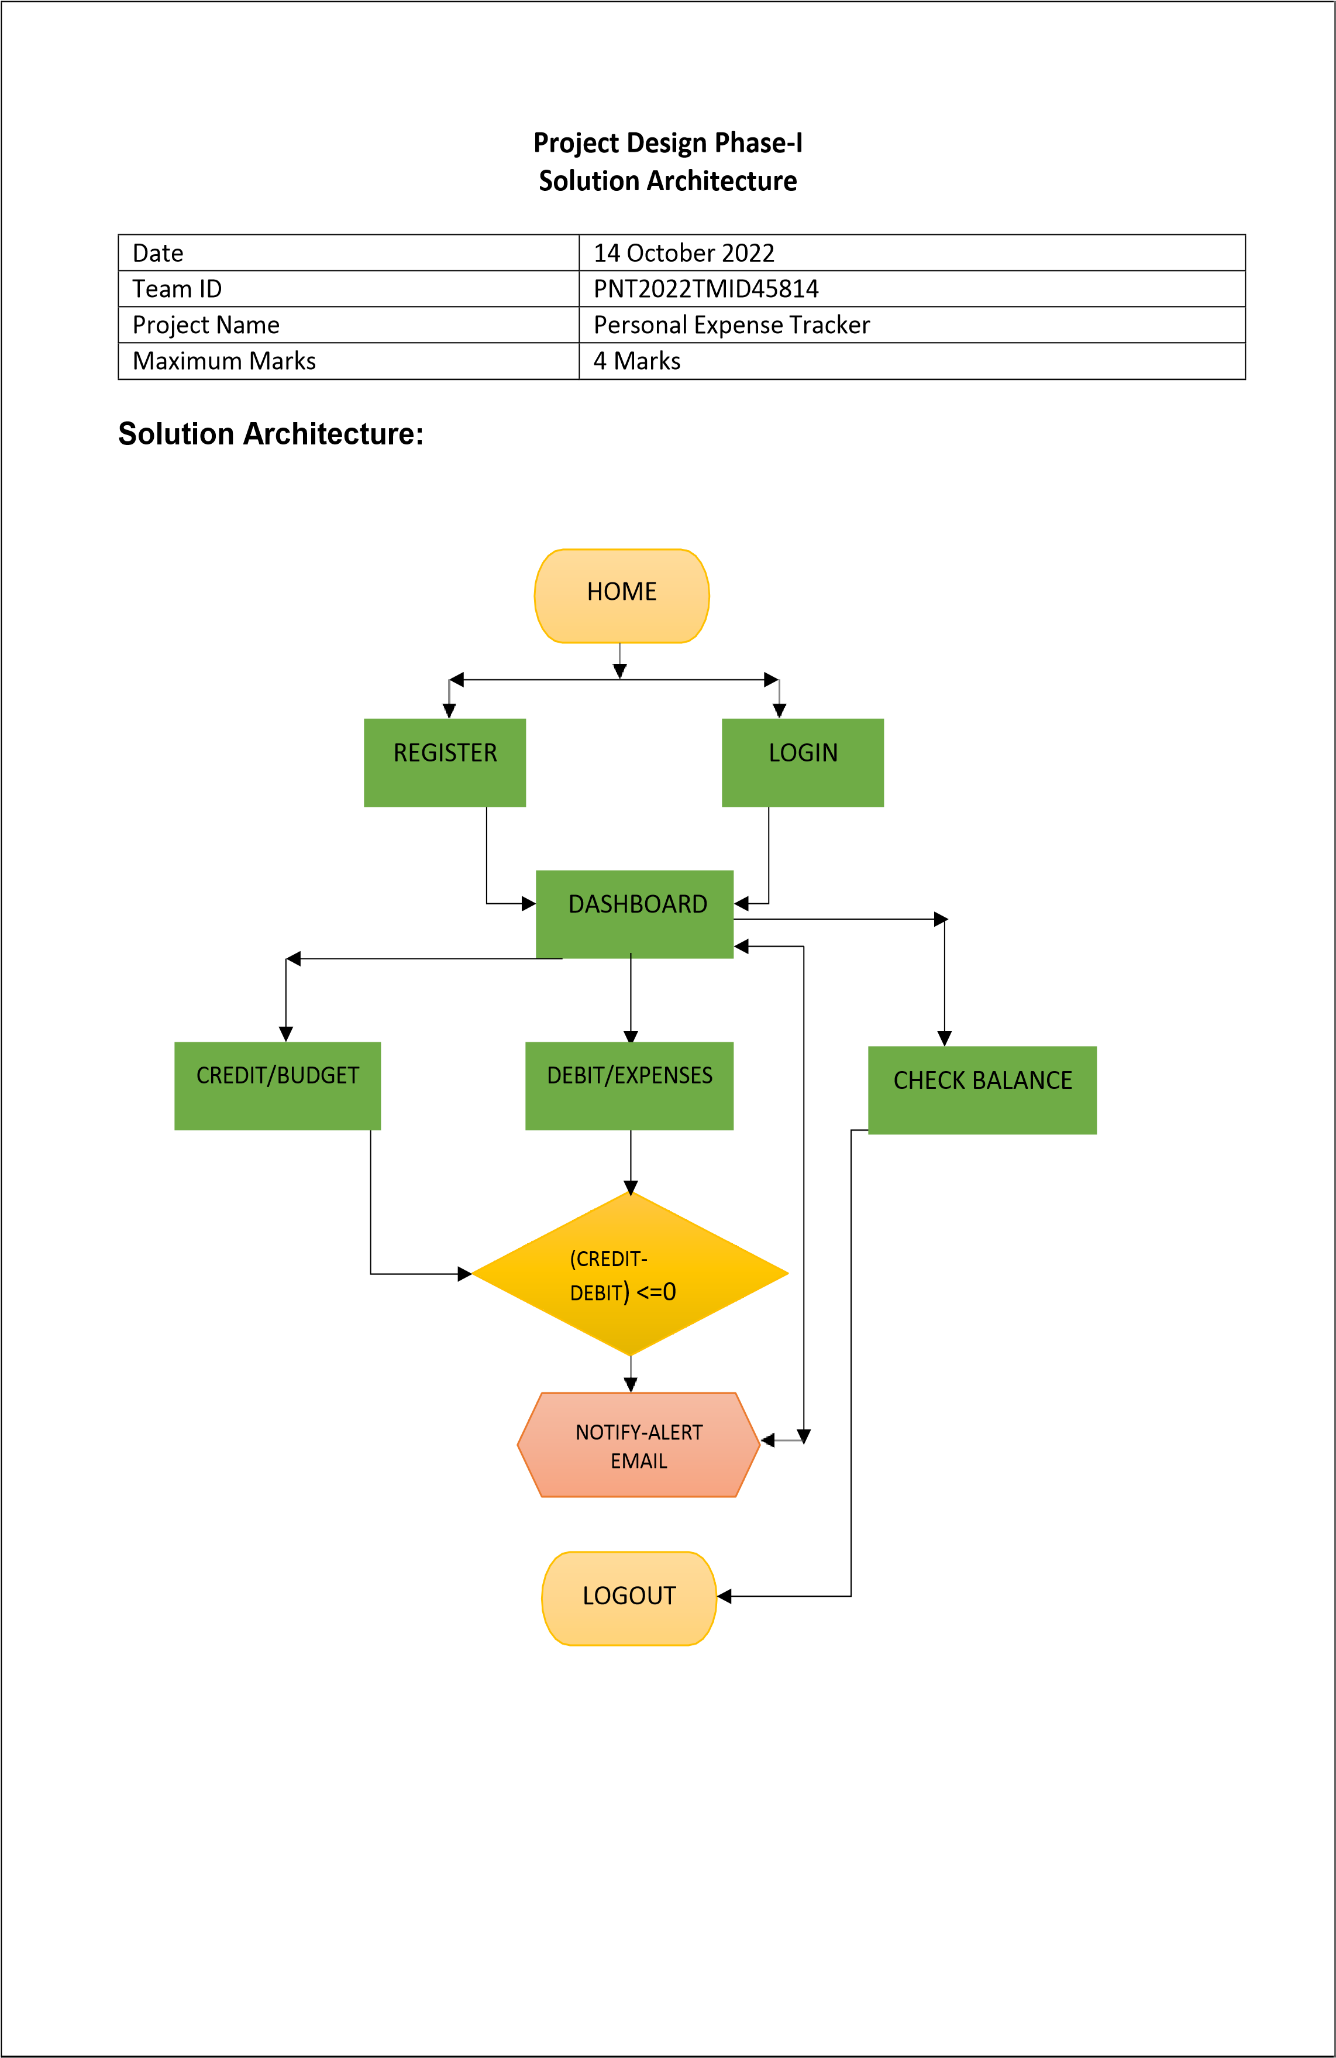 Project Design Phase-I
Solution Architecture
Date 14 October 2022
Team ID PNT2022TMID45814
Project Name Personal Expense Tracker
Maximum Marks 4 Marks
Solution Architecture:
HOME
REGISTER LOGIN
DASHBOARD
CREDIT/BUDGET DEBIT/EXPENSES CHECK BALANCE
(CREDIT-
DEBIT) <=0
NOTIFY-ALERT
EMAIL
LOGOUT